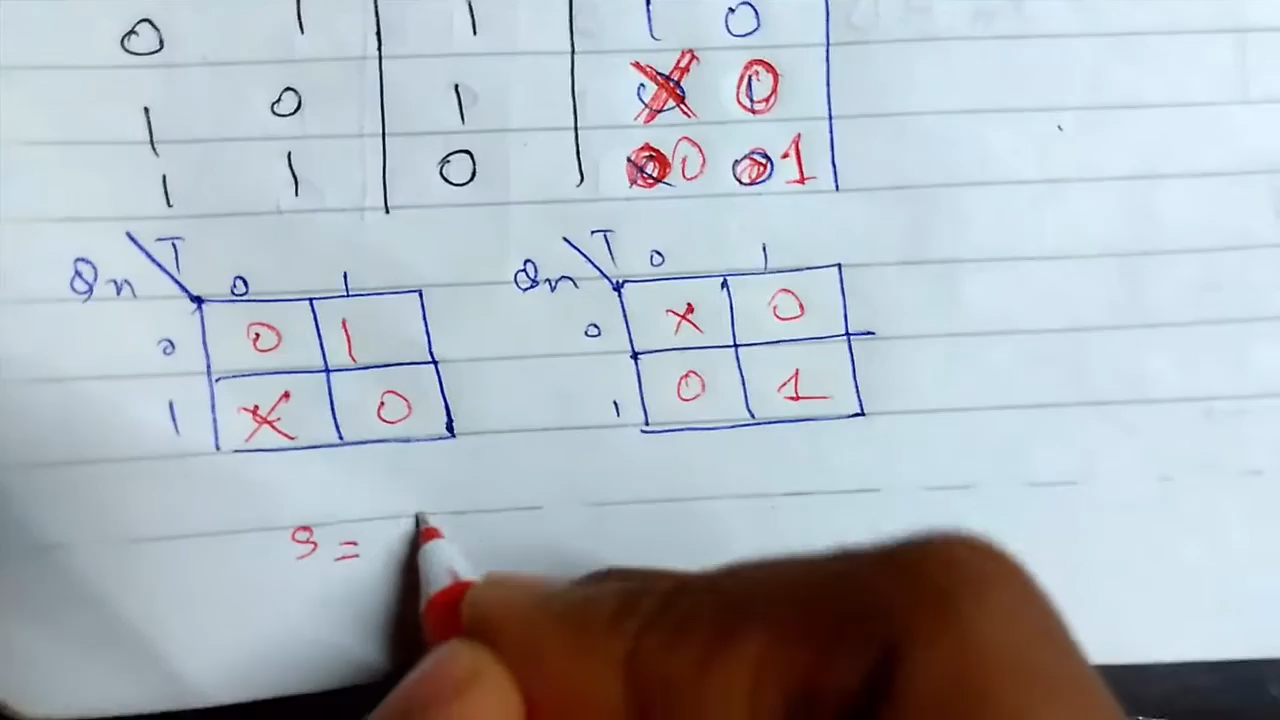 0 1 1 1 0
1 0 1 X 0
1 1 0 0 1
T T
Qn 0 1 Qn 0 1
0 0 1 0 X 0
1 X 0 1 0 1
S =